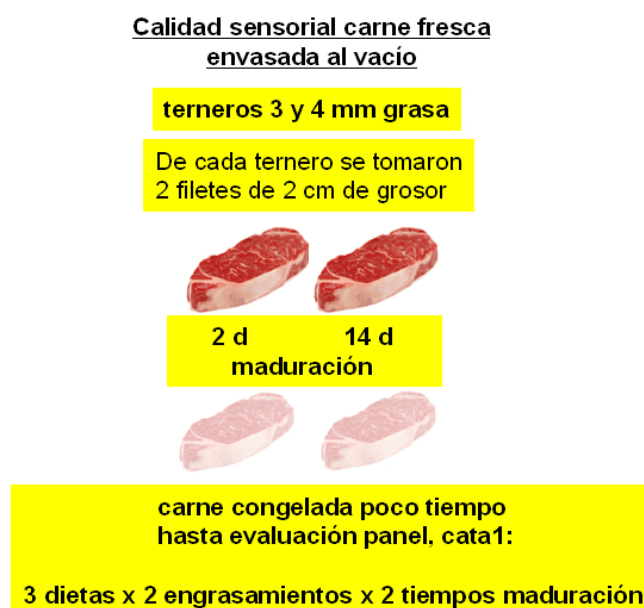 Calidad sensorial carne fresca
envasada al vacío
terneros 3 y 4 mm grasa
De cada ternero se tomaron
2 filetes de 2 cm de grosor
2 d 14 d
maduración
carne congelada poco tiempo
hasta evaluación panel, cata1:
3 dietas x 2 engrasamientos x 2 tiempos maduración